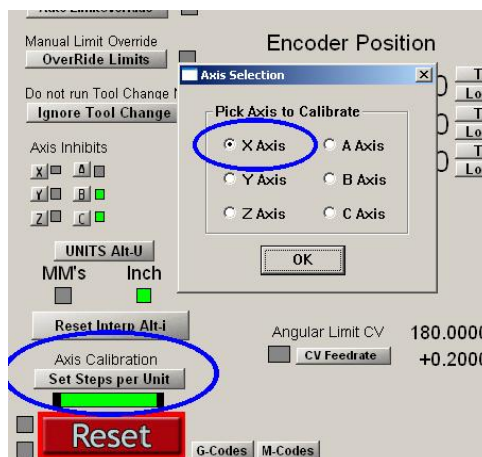 Manual Limit Override
OverRide Limits
Encoder Position
Axis Selection
Do not run Tool Change
Ignore Tool Change
Pick Axis to Calibrate
X Axis
A Axis
Y Axis
B Axis
Z Axis
C Axis
OK
Axis Inhibits
X
A
Y
B
Z
C
UNITS Alt-U
MM's
Inch
Reset Interp Alt-i
Angular Limit CV
180.0000
CV Feedrate
+0.2000
Axis Calibration
Set Steps per Unit
Reset
G-Codes
M-Codes